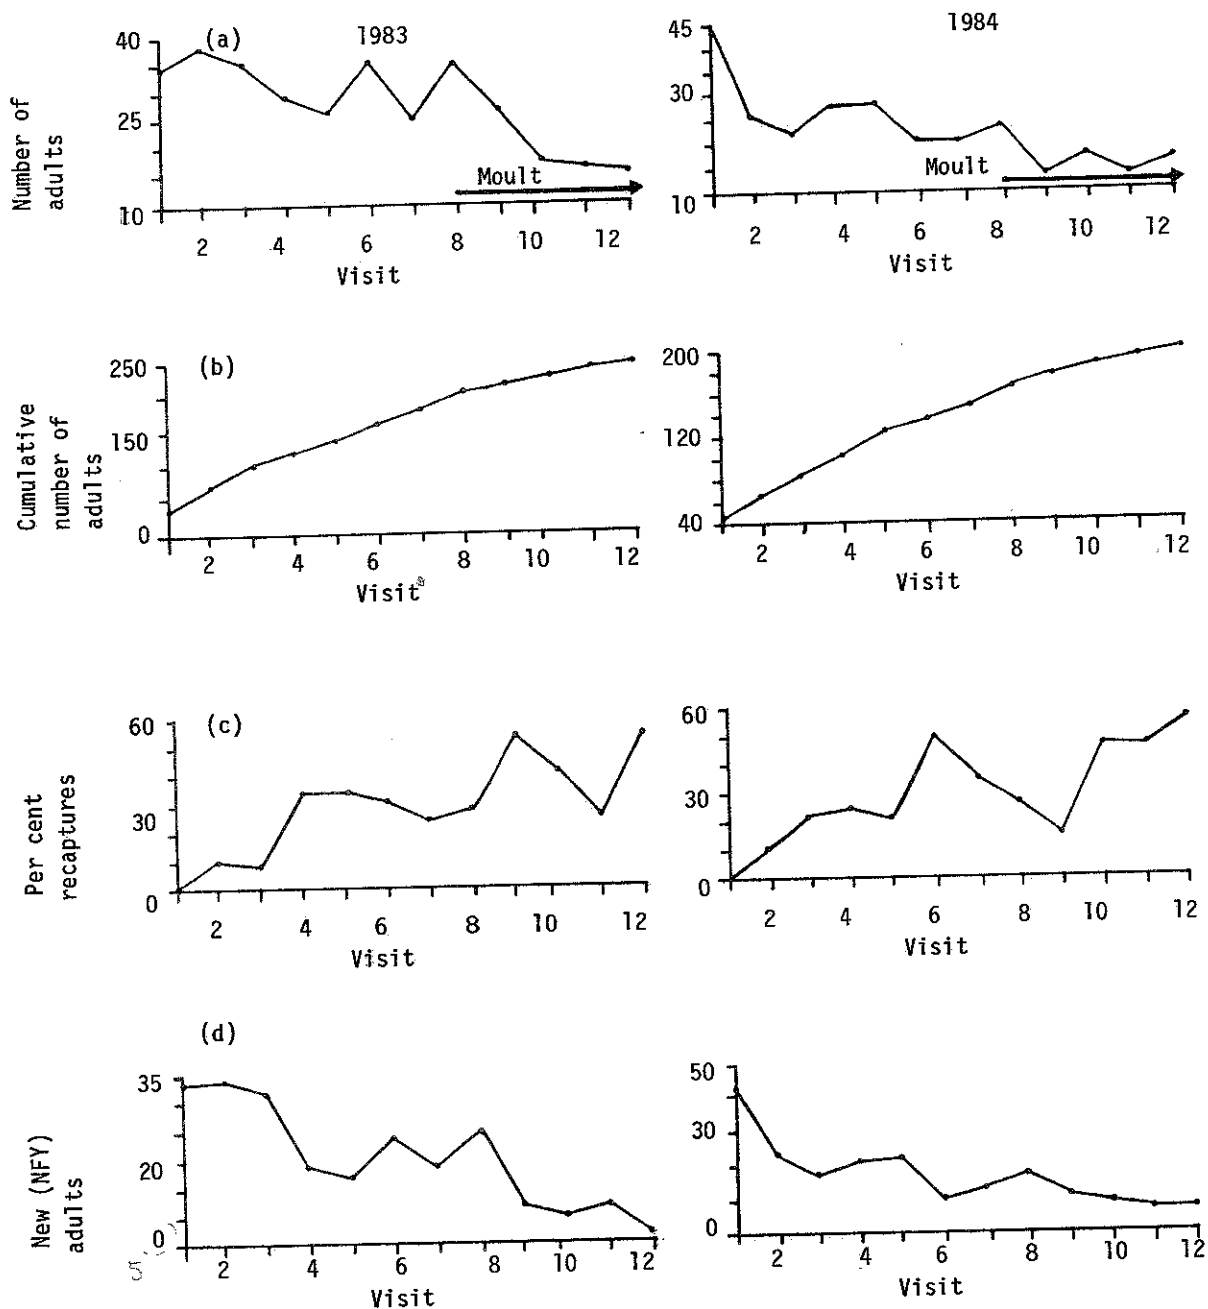 (a) 1983 1984
40
25
10
Number of
adults
Moult
2 4 6 8 10 12
Visit
45
30
10
Moult
2 4 6 8 10 12
Visit
(b)
250
150
0
Cumulative
number of
adults
2 4 6 8 10 12
Visit
200
120
40
2 4 6 8 10 12
Visit
(c)
60
30
0
Per cent
recaptures
2 4 6 8 10 12
Visit
60
30
0
2 4 6 8 10 12
Visit
(d)
35
20
0
5
New (NFY)
adults
2 4 6 8 10 12
Visit
50
30
0
2 4 6 8 10 12
Visit